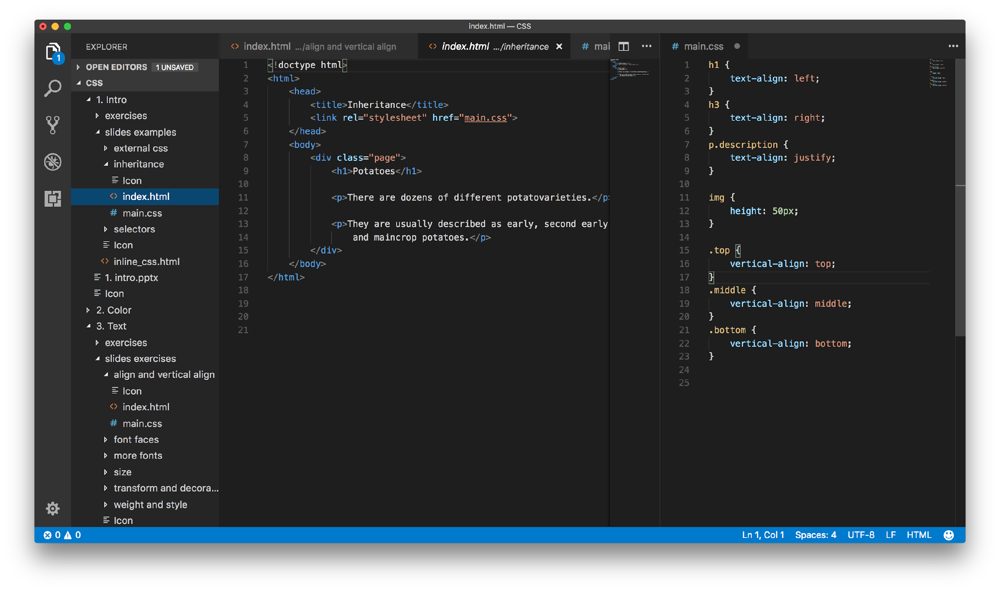 index.html — CSS
EXPLORER
OPEN EDITORS 1 UNSAVED
CSS
1. Intro
exercises
slides examples
external css
inheritance
Icon
index.html
main.css
selectors
Icon
inline_css.html
1. intro.pptx
Icon
2. Color
3. Text
exercises
slides exercises
align and vertical align
Icon
index.html
main.css
font faces
more fonts
size
transform and decora...
weight and style
Icon
1
index.html .../align and vertical align
index.html .../inheritance
# mai
1 <!doctype html>
2 <html>
3 <head>
4 <title>Inheritance</title>
5 <link rel="stylesheet" href="main.css">
6 </head>
7 <body>
8 <div class="page">
9 <h1>Potatoes</h1>
10
11 <p>There are dozens of different potatovarieties.</p>
12
13 <p>They are usually described as early, second early
14 and maincrop potatoes.</p>
15 </div>
16 </body>
17 </html>
18
19
20
21
# main.css
1 h1 {
2 text-align: left;
3 }
4 h3 {
5 text-align: right;
6 }
7 p.description {
8 text-align: justify;
9 }
10
11 img {
12 height: 50px;
13 }
14
15 .top {
16 vertical-align: top;
17 }
18 .middle {
19 vertical-align: middle;
20 }
21 .bottom {
22 vertical-align: bottom;
23 }
24
25
0 0
Ln 1, Col 1 Spaces: 4 UTF-8 LF HTML